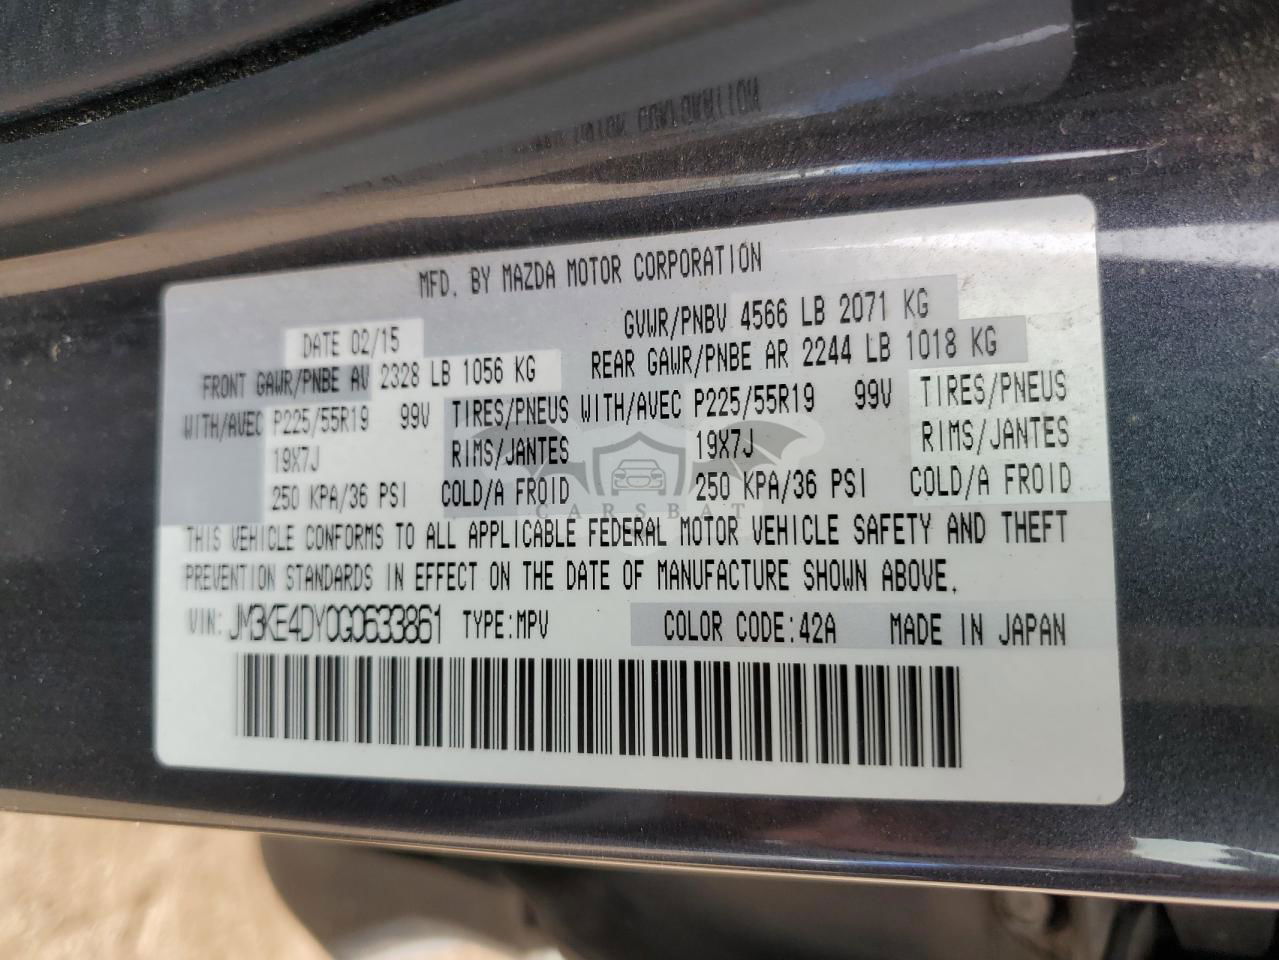 MFD. BY MAZDA MOTOR CORPORATION
DATE 02/15 GVWR/PNBV 4566 LB 2071 KG
FRONT GAWR/PNBE AV 2328 LB 1056 KG REAR GAWR/PNBE AR 2244 LB 1018 KG
WITH/AVEC P225/55R19 99V TIRES/PNEUS WITH/AVEC P225/55R19 99V TIRES/PNEUS
19X7J RIMS/JANTES 19X7J RIMS/JANTES
250 KPA/36 PSI COLD/A FROID 250 KPA/36 PSI COLD/A FROID
CARSBAT
THIS VEHICLE CONFORMS TO ALL APPLICABLE FEDERAL MOTOR VEHICLE SAFETY AND THEFT
PREVENTION STANDARDS IN EFFECT ON THE DATE OF MANUFACTURE SHOWN ABOVE.
VIN: JM3KE4DY0G0633861 TYPE:MPV COLOR CODE:42A MADE IN JAPAN